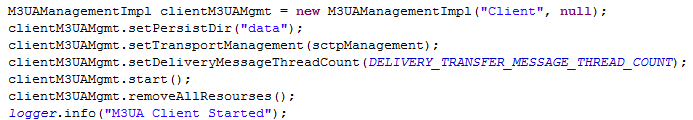 M3UAManagementImpl clientM3UAMgmt = new M3UAManagementImpl("Client", null);
clientM3UAMgmt.setPersistDir("data");
clientM3UAMgmt.setTransportManagement(sctpManagement);
clientM3UAMgmt.setDeliveryMessageThreadCount(DELIVERY_TRANSFER_MESSAGE_THREAD_COUNT);
clientM3UAMgmt.start();
clientM3UAMgmt.removeAllResourses();
logger.info("M3UA Client Started");